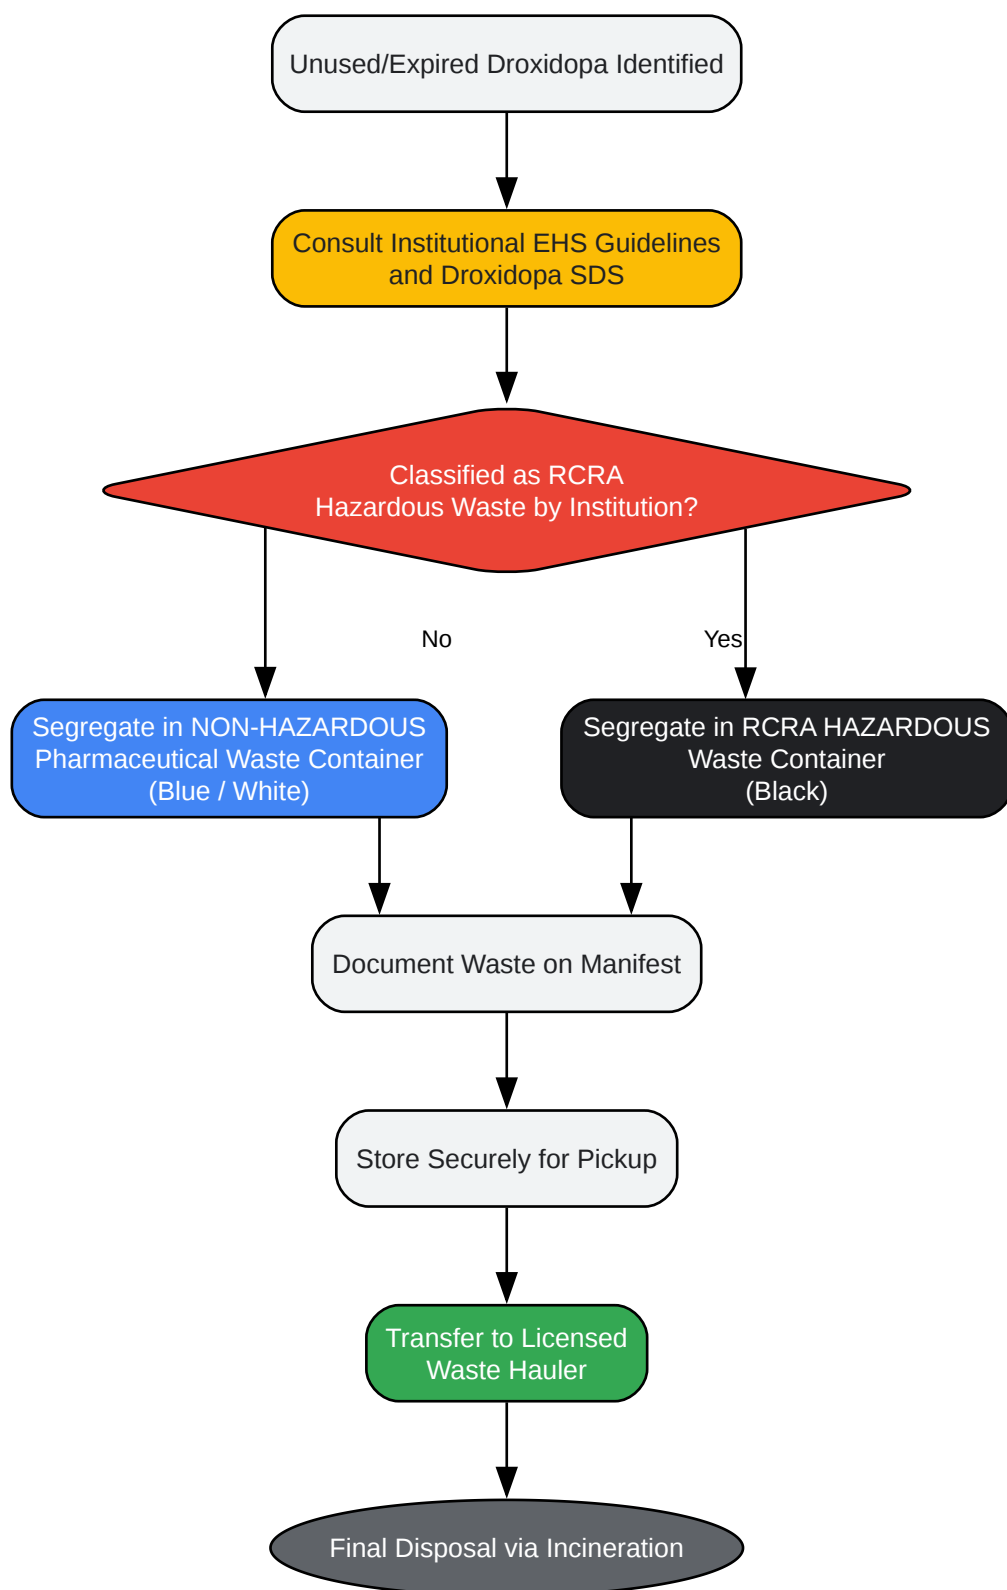 Unused/Expired Droxidopa Identified
Consult Institutional EHS Guidelines
and Droxidopa SDS
Classified as RCRA
Hazardous Waste by Institution?
No
Yes
Segregate in NON-HAZARDOUS
Pharmaceutical Waste Container
(Blue / White)
Segregate in RCRA HAZARDOUS
Waste Container
(Black)
Document Waste on Manifest
Store Securely for Pickup
Transfer to Licensed
Waste Hauler
Final Disposal via Incineration